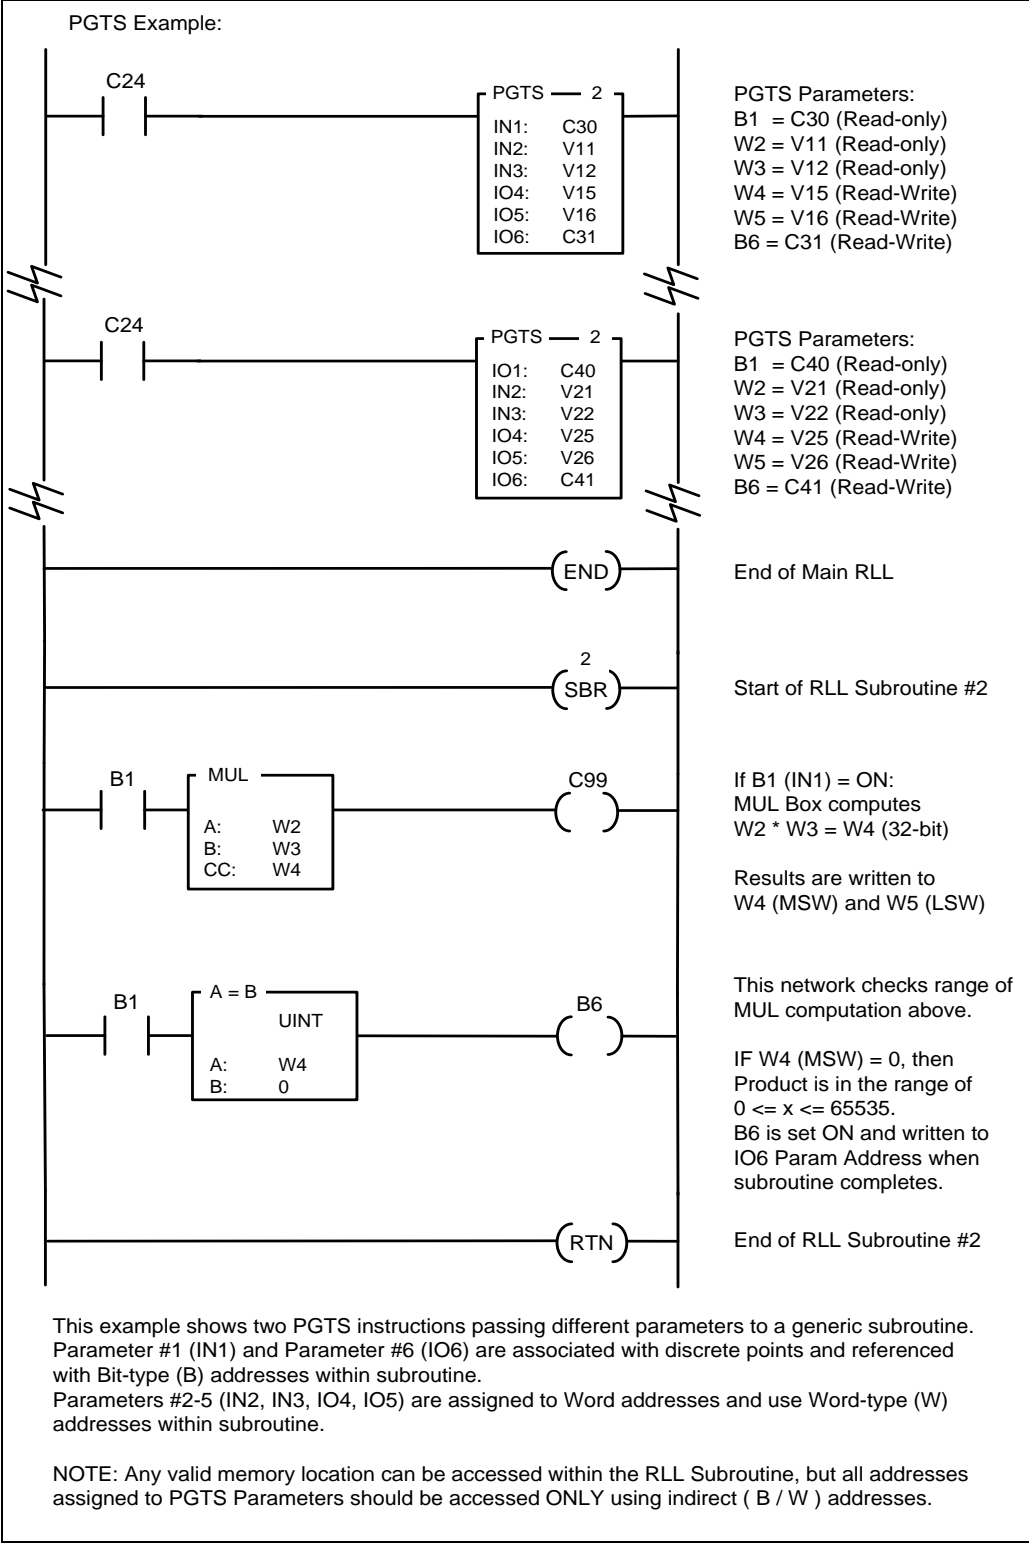 PGTS Example:
C24
PGTS 2
IN1: C30
IN2: V11
IN3: V12
IO4: V15
IO5: V16
IO6: C31
PGTS Parameters:
B1 = C30 (Read-only)
W2 = V11 (Read-only)
W3 = V12 (Read-only)
W4 = V15 (Read-Write)
W5 = V16 (Read-Write)
B6 = C31 (Read-Write)
C24
PGTS 2
IO1: C40
IN2: V21
IN3: V22
IO4: V25
IO5: V26
IO6: C41
PGTS Parameters:
B1 = C40 (Read-only)
W2 = V21 (Read-only)
W3 = V22 (Read-only)
W4 = V25 (Read-Write)
W5 = V26 (Read-Write)
B6 = C41 (Read-Write)
END
End of Main RLL
2
SBR
Start of RLL Subroutine #2
B1
MUL
A: W2
B: W3
CC: W4
C99
If B1 (IN1) = ON:
MUL Box computes
W2 * W3 = W4 (32-bit)
Results are written to
W4 (MSW) and W5 (LSW)
B1
A = B
UINT
A: W4
B: 0
B6
This network checks range of
MUL computation above.
IF W4 (MSW) = 0, then
Product is in the range of
0 <= x <= 65535.
B6 is set ON and written to
IO6 Param Address when
subroutine completes.
RTN
End of RLL Subroutine #2
This example shows two PGTS instructions passing different parameters to a generic subroutine.
Parameter #1 (IN1) and Parameter #6 (IO6) are associated with discrete points and referenced
with Bit-type (B) addresses within subroutine.
Parameters #2-5 (IN2, IN3, IO4, IO5) are assigned to Word addresses and use Word-type (W)
addresses within subroutine.
NOTE: Any valid memory location can be accessed within the RLL Subroutine, but all addresses
assigned to PGTS Parameters should be accessed ONLY using indirect ( B / W ) addresses.